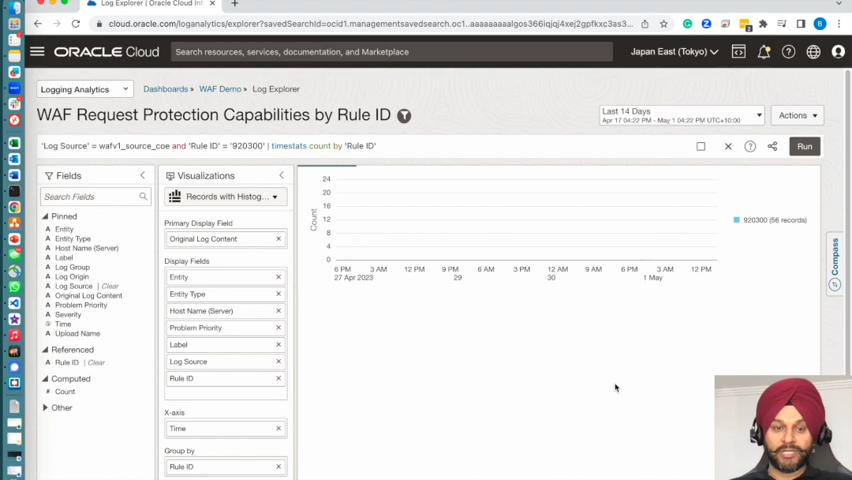 Log Explorer | Oracle Cloud Inf
cloud.oracle.com/loganalytics/explorer?savedSearchId=ocid1.managementsavedsearch.oc1..aaaaaaaaalgos366iqjqj4xej2gpfkxc3as3...
ORACLE Cloud
Search resources, services, documentation, and Marketplace
Japan East (Tokyo)
Logging Analytics
Dashboards » WAF Demo » Log Explorer
WAF Request Protection Capabilities by Rule ID
Last 14 Days
Apr 17 04:22 PM - May 1 04:22 PM UTC+10:00
Actions
'Log Source' = wafv1_source_coe and 'Rule ID' = '920300' | timestats count by 'Rule ID'
Run
Fields
Search Fields
Pinned
A Entity
A Entity Type
A Host Name (Server)
A Label
A Log Group
A Log Origin
A Log Source | Clear
A Original Log Content
A Problem Priority
A Severity
Time
A Upload Name
Referenced
A Rule ID | Clear
Computed
# Count
Other
Visualizations
Records with Histog...
Primary Display Field
Original Log Content
Display Fields
Entity
Entity Type
Host Name (Server)
Problem Priority
Label
Log Source
Rule ID
X-axis
Time
Group by
Rule ID
Count
24
20
16
12
8
4
0
6 PM 3 AM 12 PM 9 PM 6 AM 3 PM 12 AM 9 AM 6 PM 3 AM 12 PM
27 Apr 2023 29 30 1 May
920300 (56 records)
Compass